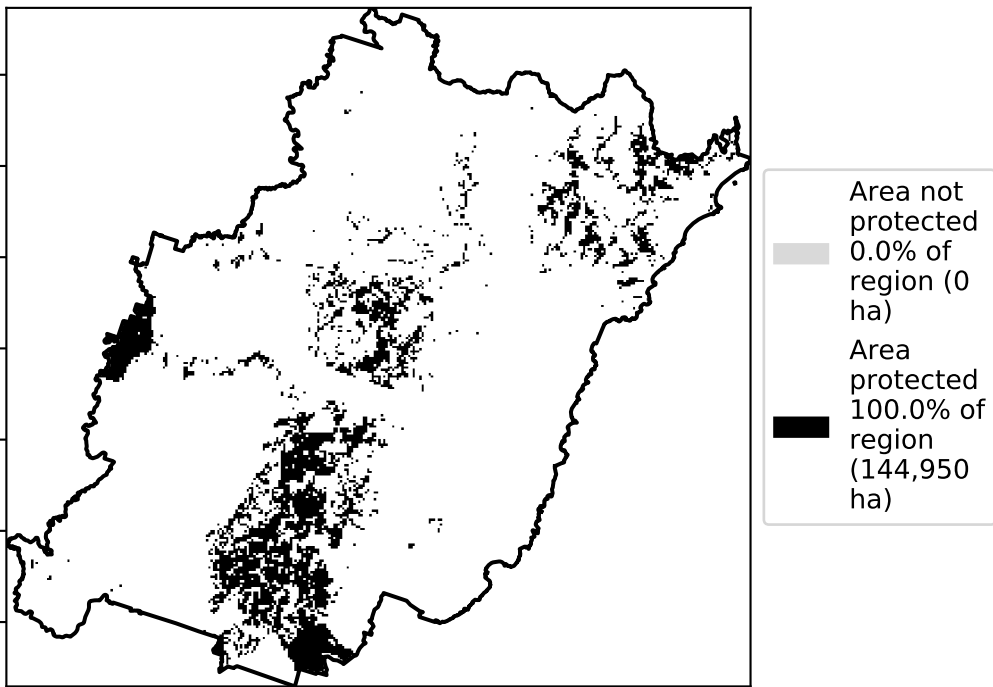 Area not
protected
0.0% of
region (0
ha)
Area
protected
100.0% of
region
(144,950
ha)